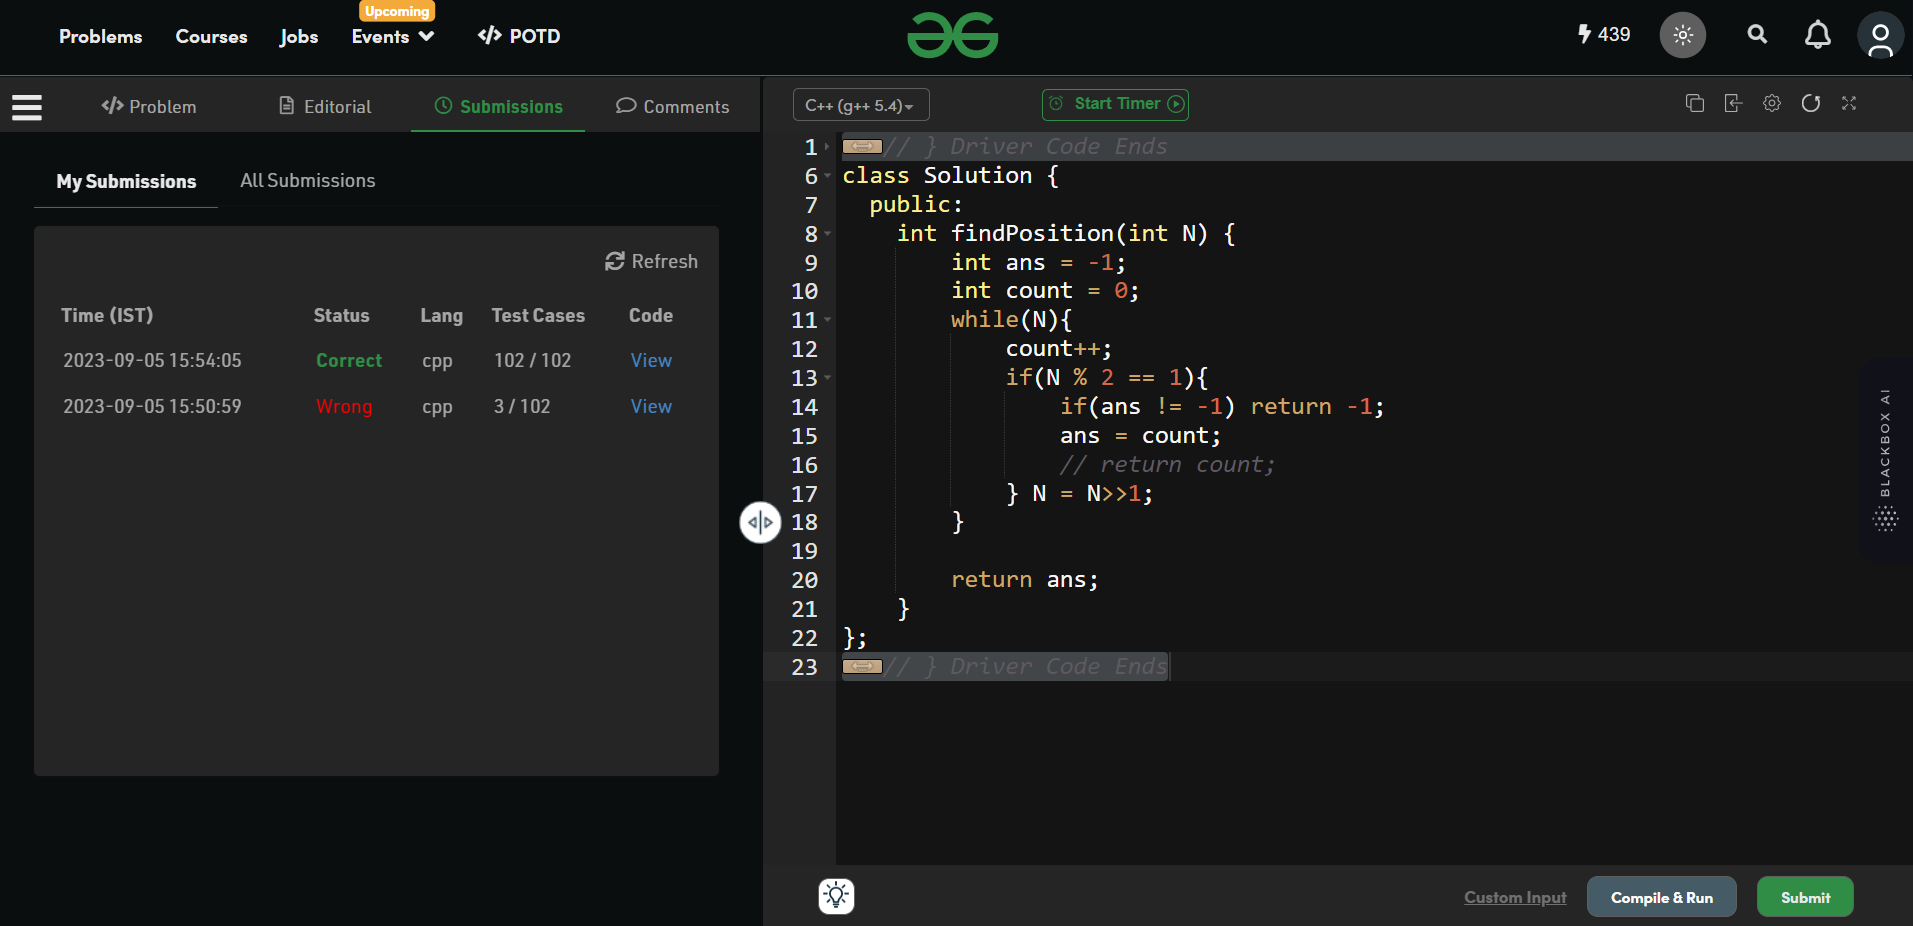 Upcoming
Problems Courses Jobs Events </> POTD
439
</> Problem Editorial Submissions Comments
C++ (g++ 5.4) Start Timer
My Submissions All Submissions
Refresh
Time (IST) Status Lang Test Cases Code
2023-09-05 15:54:05 Correct cpp 102 / 102 View
2023-09-05 15:50:59 Wrong cpp 3 / 102 View
1 // } Driver Code Ends
6 class Solution {
7 public:
8 int findPosition(int N) {
9 int ans = -1;
10 int count = 0;
11 while(N){
12 count++;
13 if(N % 2 == 1){
14 if(ans != -1) return -1;
15 ans = count;
16 // return count;
17 } N = N>>1;
18 }
19
20 return ans;
21 }
22 };
23 // } Driver Code Ends
BLACKBOX AI
Custom Input Compile & Run Submit